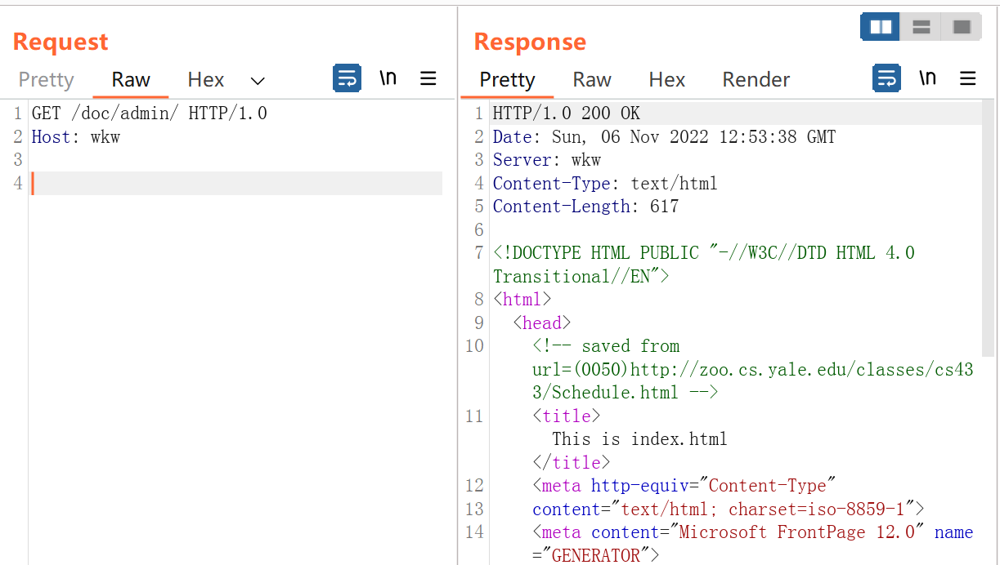 Request
Pretty Raw Hex \n
1 GET /doc/admin/ HTTP/1.0
2 Host: wkw
3
4
Response
Pretty Raw Hex Render \n
1 HTTP/1.0 200 OK
2 Date: Sun, 06 Nov 2022 12:53:38 GMT
3 Server: wkw
4 Content-Type: text/html
5 Content-Length: 617
6
7 <!DOCTYPE HTML PUBLIC "-//W3C//DTD HTML 4.0
Transitional//EN">
8 <html>
9 <head>
10 <!-- saved from
url=(0050)http://zoo.cs.yale.edu/classes/cs43
3/Schedule.html -->
11 <title>
This is index.html
</title>
12 <meta http-equiv="Content-Type"
13 content="text/html; charset=iso-8859-1">
14 <meta content="Microsoft FrontPage 12.0" name
="GENERATOR">